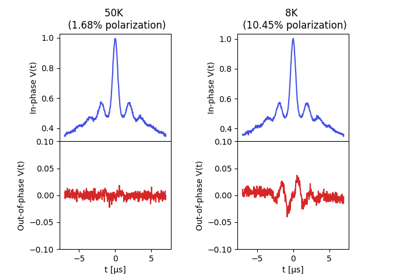 50K
(1.68% polarization)
8K
(10.45% polarization)
In-phase V(t)
1.0
0.8
0.6
0.4
In-phase V(t)
1.0
0.8
0.6
0.4
Out-of-phase V(t)
0.10
0.05
0.00
−0.05
−0.10
Out-of-phase V(t)
0.10
0.05
0.00
−0.05
−0.10
−5 0 5
−5 0 5
t [μs]
t [μs]